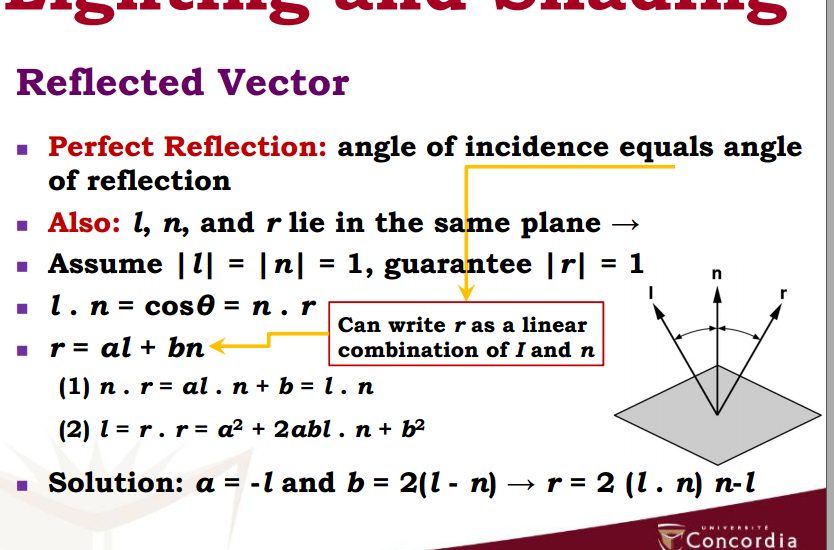 Lighting and Shading
Reflected Vector
▪ Perfect Reflection: angle of incidence equals angle
of reflection
▪ Also: l, n, and r lie in the same plane →
▪ Assume |l| = |n| = 1, guarantee |r| = 1
▪ l . n = cosθ = n . r
Can write r as a linear
combination of I and n
▪ r = al + bn
(1) n . r = al . n + b = l . n
(2) l = r . r = a² + 2abl . n + b²
▪ Solution: a = -l and b = 2(l - n) → r = 2 (l . n) n-l
n
l
r
UNIVERSITÉ
Concordia